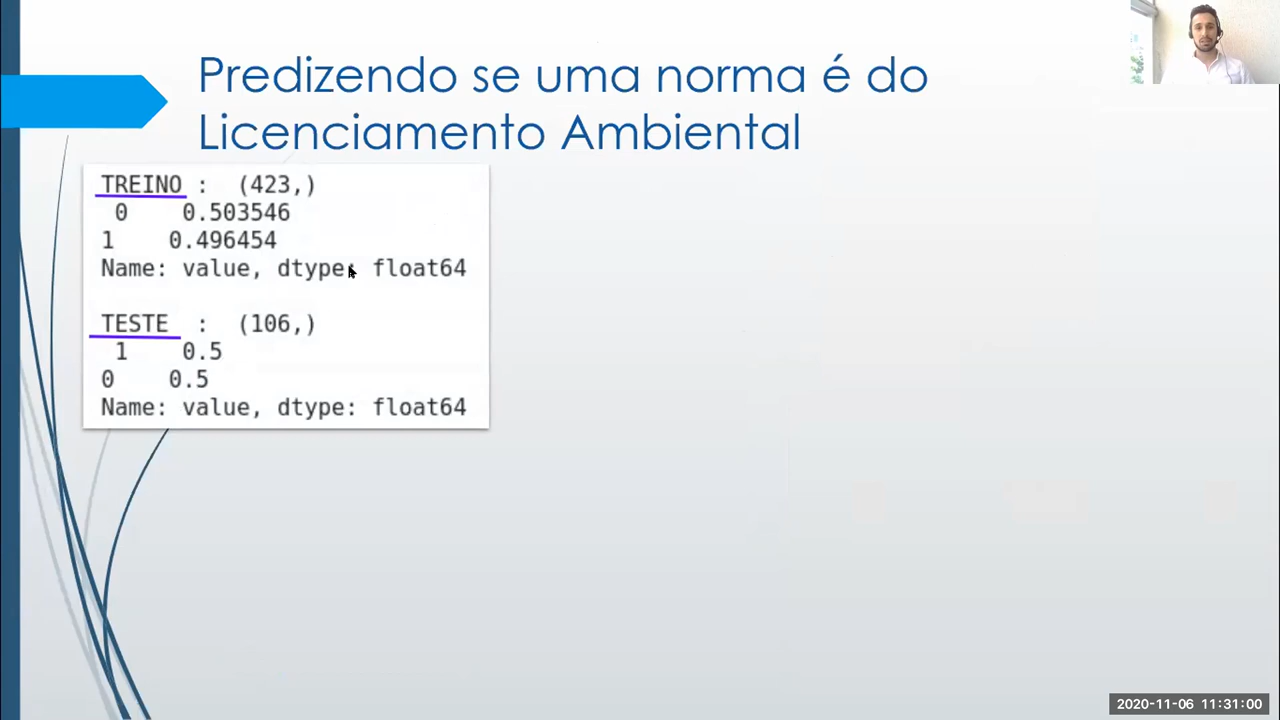 Predizendo se uma norma é do
Licenciamento Ambiental
TREINO :  (423,)
0    0.503546
1    0.496454
Name: value, dtype: float64
TESTE  :  (106,)
1    0.5
0    0.5
Name: value, dtype: float64
2020-11-06 11:31:00